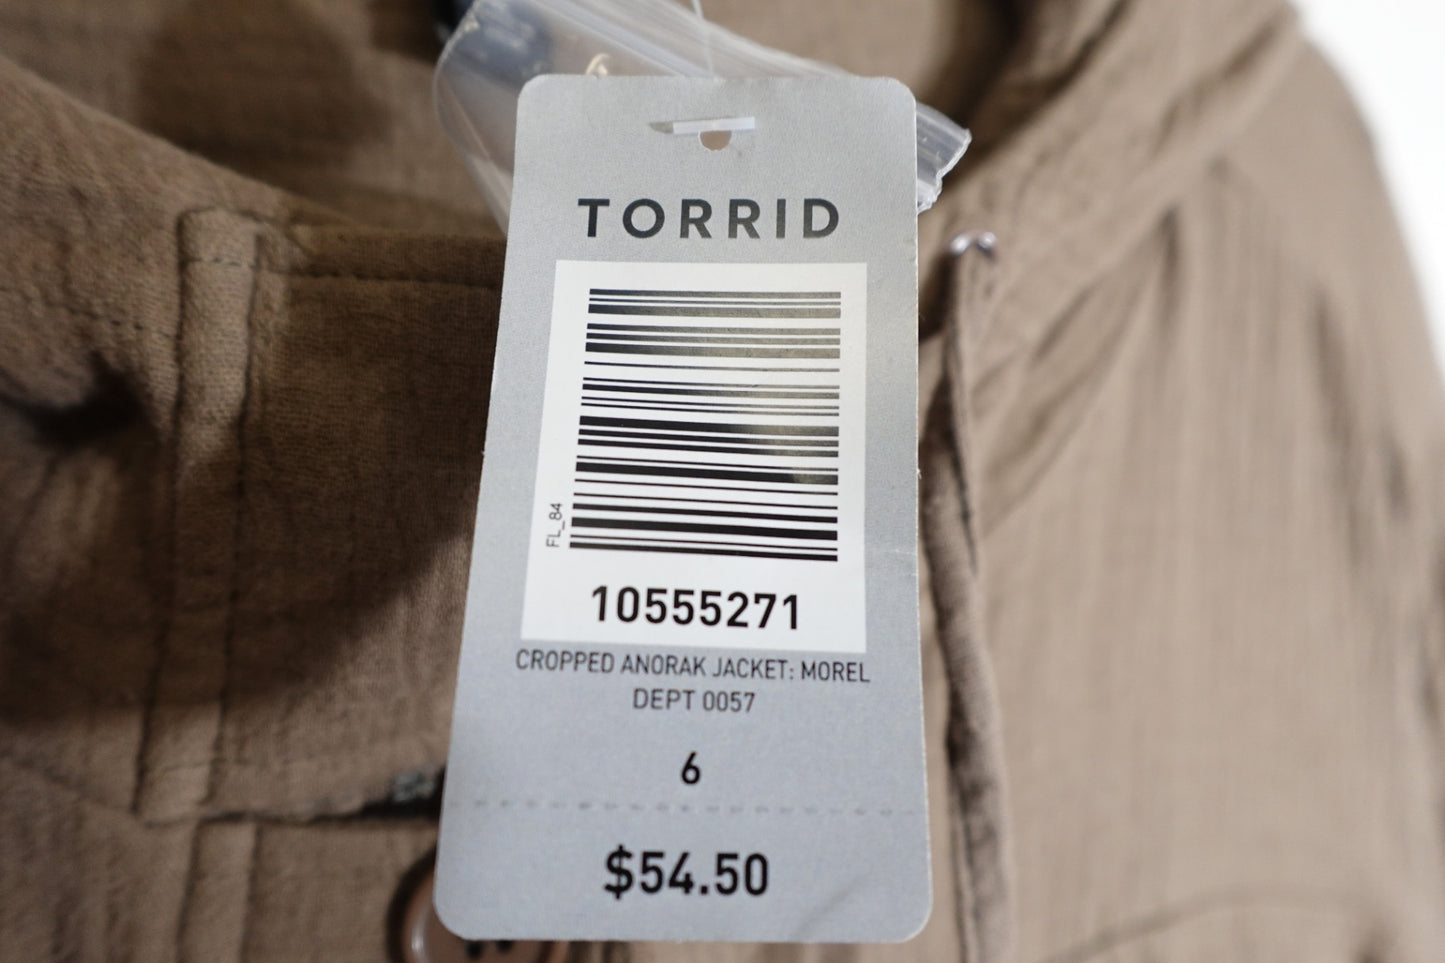 TORRID
FL_84
10555271
CROPPED ANORAK JACKET: MOREL
DEPT 0057
6
$54.50